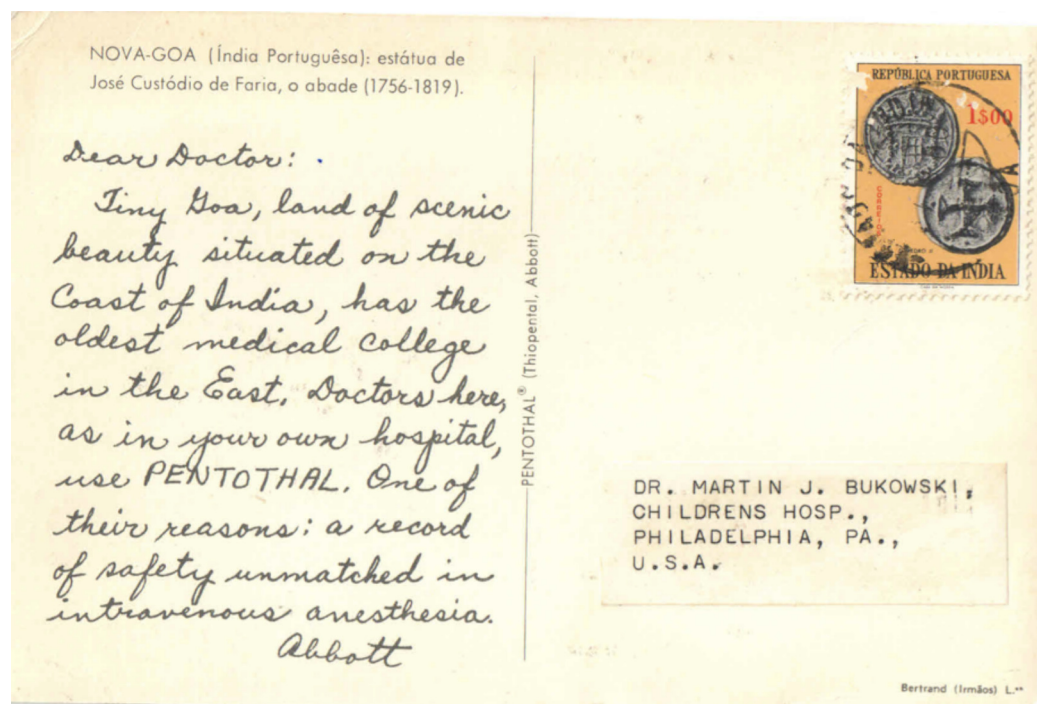 NOVA-GOA (Índia Portuguêsa): estátua de
José Custódio de Faria, o abade (1756-1819).
Dear Doctor:
Tiny Goa, land of scenic
beauty situated on the
Coast of India, has the
oldest medical college
in the East. Doctors here,
as in your own hospital,
use PENTOTHAL. One of
their reasons: a record
of safety unmatched in
intravenous anesthesia.
Abbott
PENTOTHAL® (Thiopental, Abbott)
REPÚBLICA PORTUGUESA
1$00
CORREIOS
ESTADO DA ÍNDIA
DR. MARTIN J. BUKOWSKI,
CHILDRENS HOSP.,
PHILADELPHIA, PA.,
U.S.A.
Bertrand (Irmãos) L.ᵈᵃ